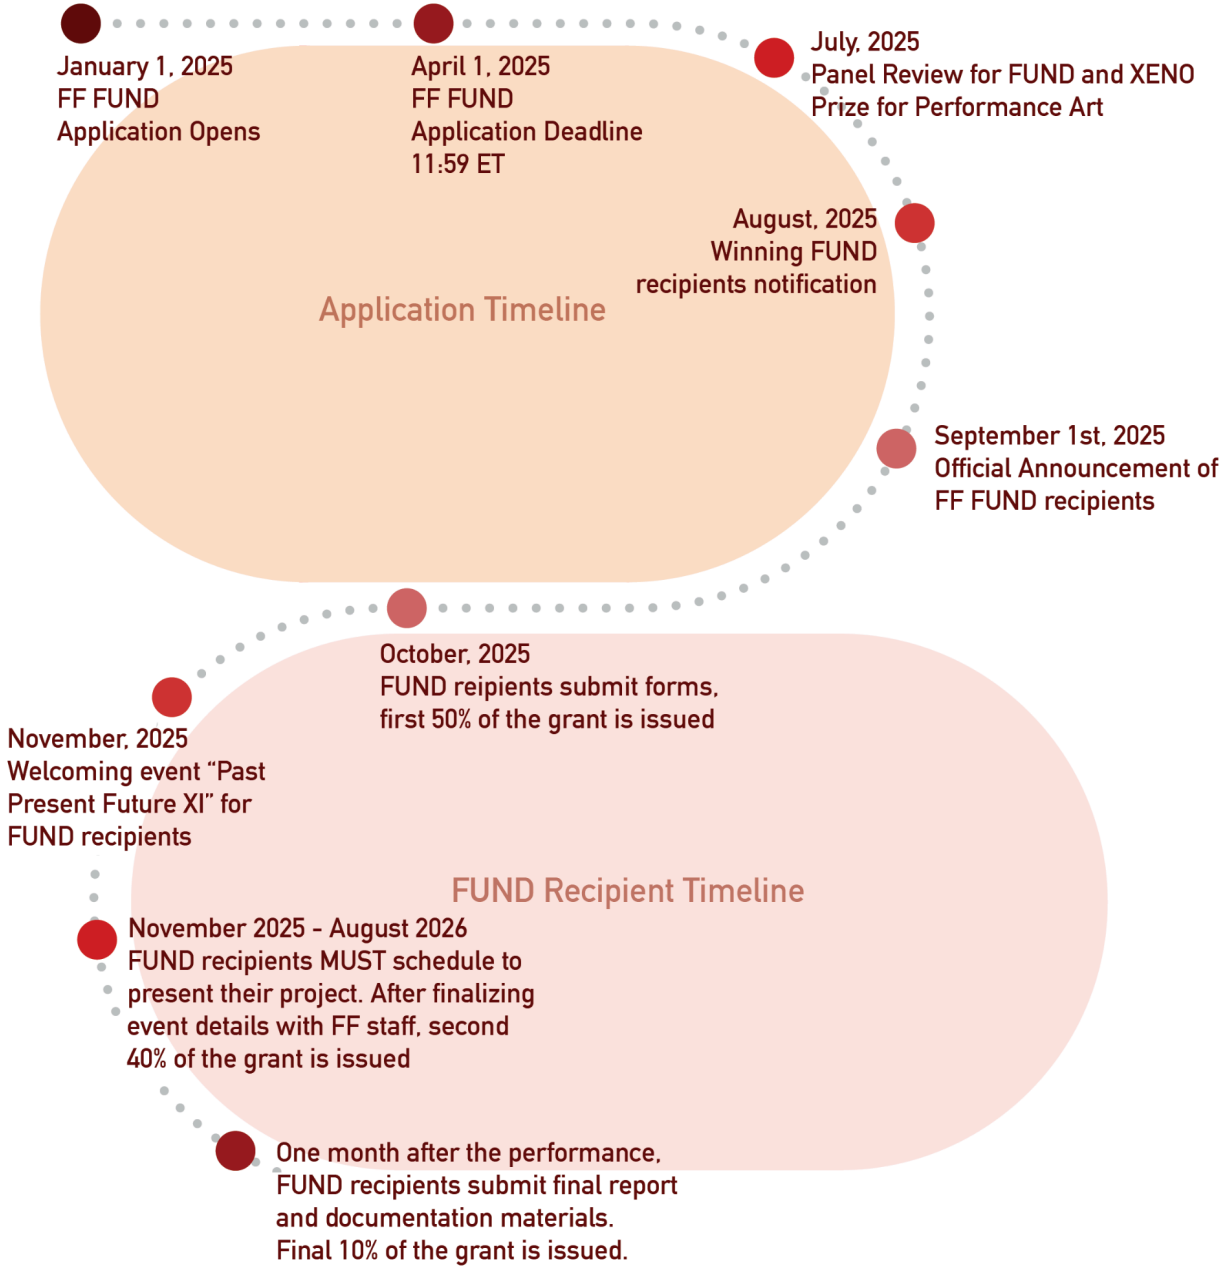 January 1, 2025
FF FUND
Application Opens
April 1, 2025
FF FUND
Application Deadline
11:59 ET
July, 2025
Panel Review for FUND and XENO
Prize for Performance Art
August, 2025
Winning FUND
recipients notification
Application Timeline
September 1st, 2025
Official Announcement of
FF FUND recipients
October, 2025
FUND reipients submit forms,
first 50% of the grant is issued
November, 2025
Welcoming event “Past
Present Future XI” for
FUND recipients
FUND Recipient Timeline
November 2025 - August 2026
FUND recipients MUST schedule to
present their project. After finalizing
event details with FF staff, second
40% of the grant is issued
One month after the performance,
FUND recipients submit final report
and documentation materials.
Final 10% of the grant is issued.